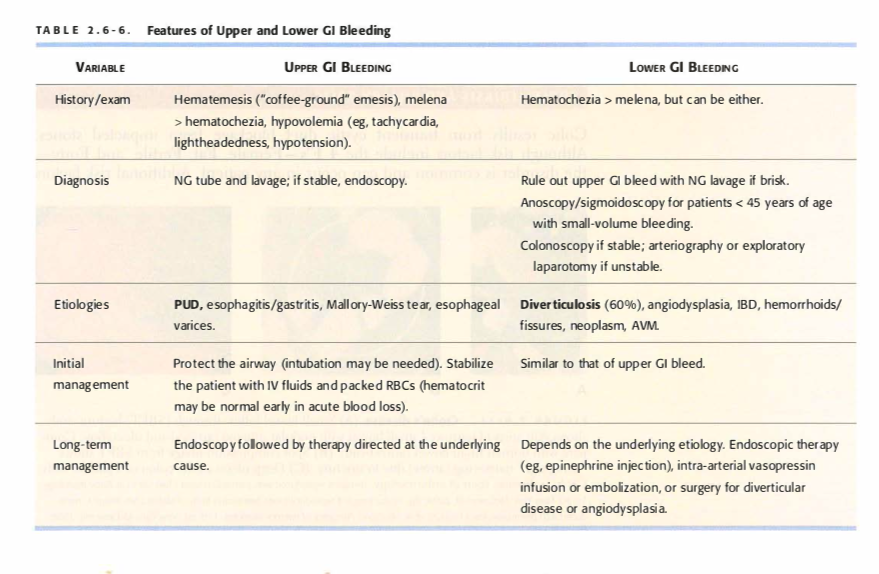 TABLE 2.6-6. Features of Upper and Lower GI Bleeding
VARIABLE UPPER GI BLEEDING LOWER GI BLEEDING
History/exam Hematemesis ("coffee-ground" emesis), melena Hematochezia > melena, but can be either.
> hematochezia, hypovolemia (eg, tachycardia,
lightheadedness, hypotension).
Diagnosis NG tube and lavage; if stable, endoscopy. Rule out upper GI bleed with NG lavage if brisk.
Anoscopy/sigmoidoscopy for patients < 45 years of age
with small-volume bleeding.
Colonoscopy if stable; arteriography or exploratory
laparotomy if unstable.
Etiologies PUD, esophagitis/gastritis, Mallory-Weiss tear, esophageal Diverticulosis (60%), angiodysplasia, IBD, hemorrhoids/
varices. fissures, neoplasm, AVM.
Initial Protect the airway (intubation may be needed). Stabilize Similar to that of upper GI bleed.
management the patient with IV fluids and packed RBCs (hematocrit
may be normal early in acute blood loss).
Long-term Endoscopy followed by therapy directed at the underlying Depends on the underlying etiology. Endoscopic therapy
management cause. (eg, epinephrine injection), intra-arterial vasopressin
infusion or embolization, or surgery for diverticular
disease or angiodysplasia.